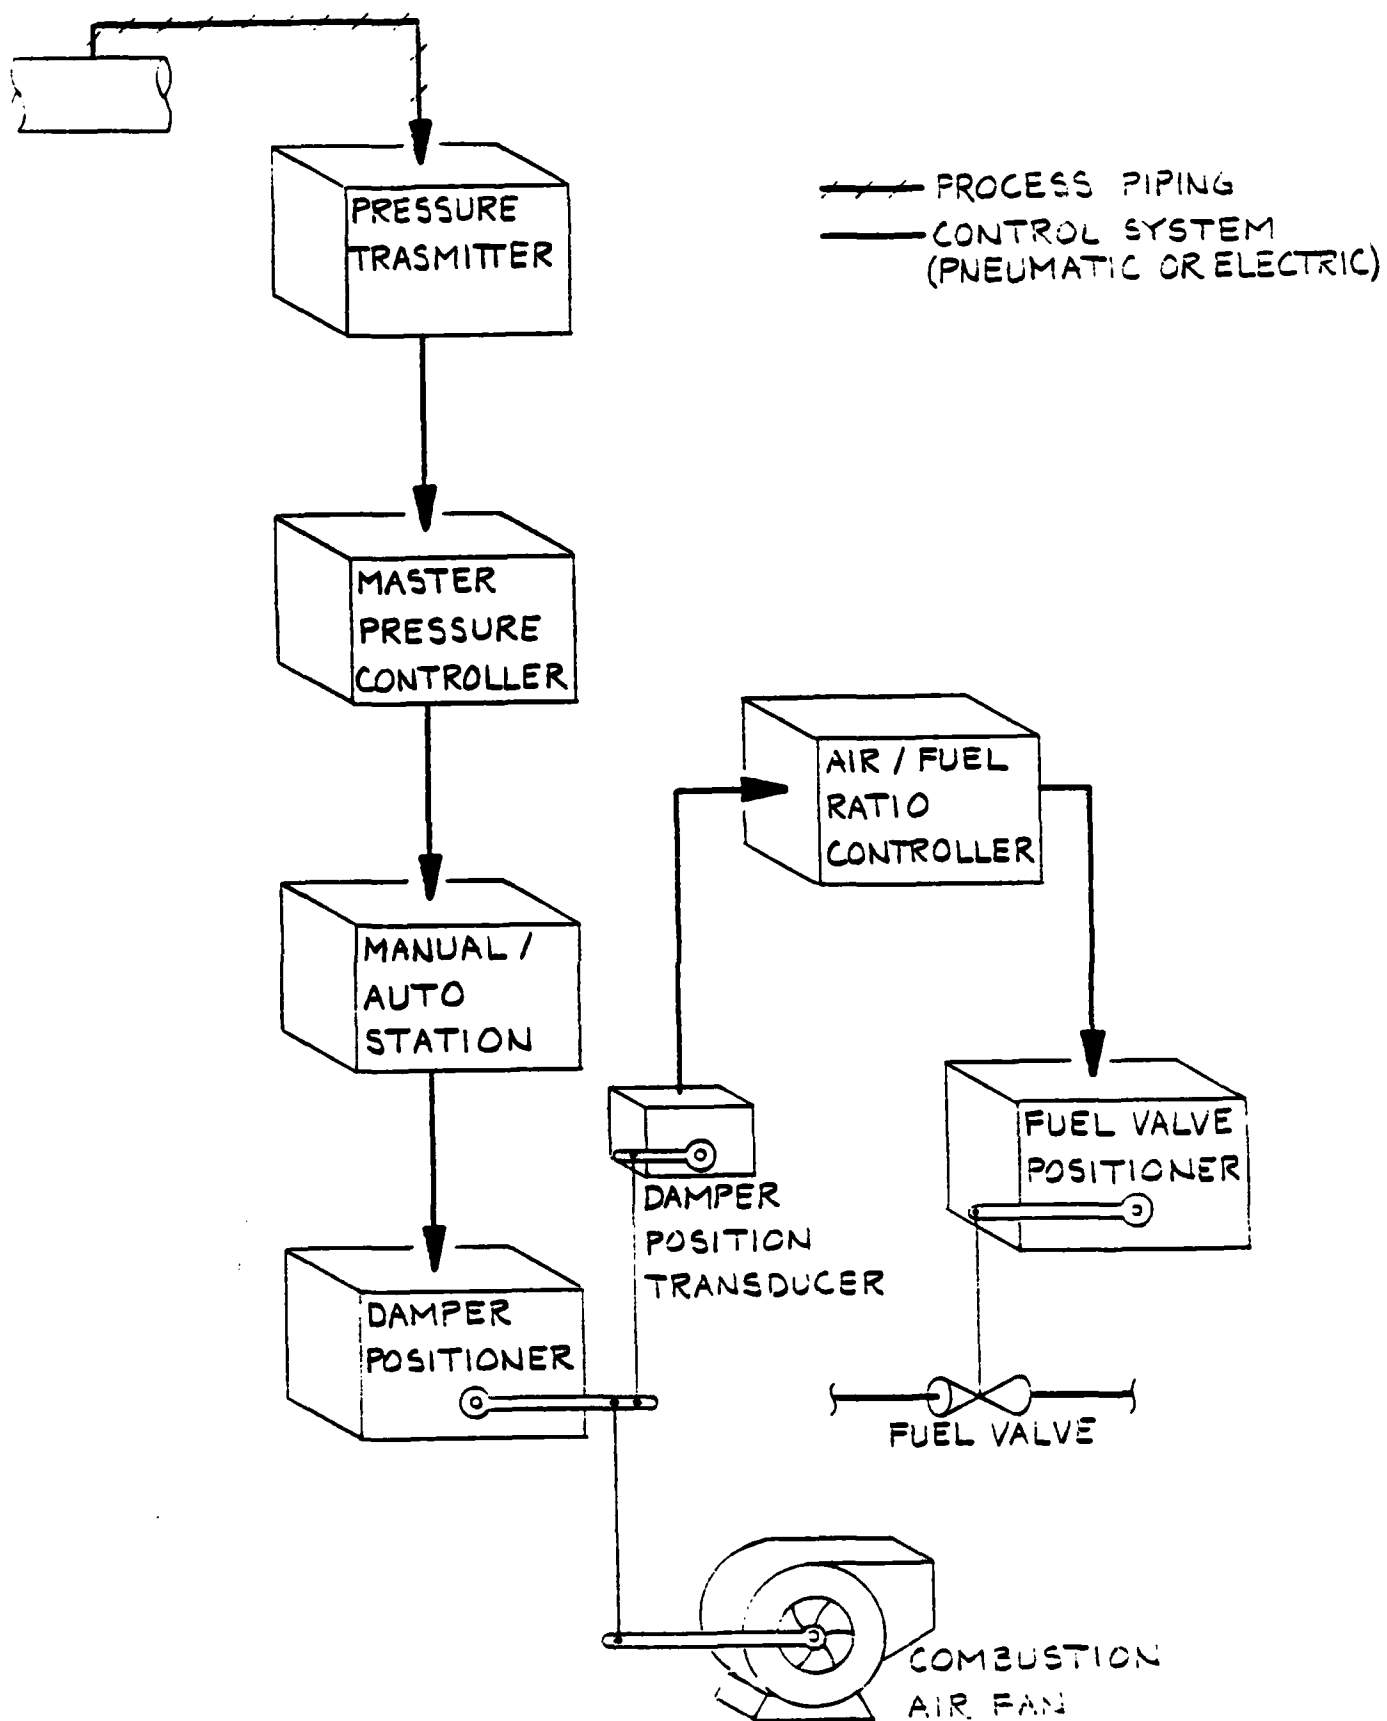 PRESSURE
TRASMITTER
PROCESS PIPING
CONTROL SYSTEM
(PNEUMATIC OR ELECTRIC)
MASTER
PRESSURE
CONTROLLER
AIR / FUEL
RATIO
CONTROLLER
MANUAL /
AUTO
STATION
FUEL VALVE
POSITIONER
DAMPER
POSITION
TRANSDUCER
DAMPER
POSITIONER
FUEL VALVE
COMBUSTION
AIR FAN